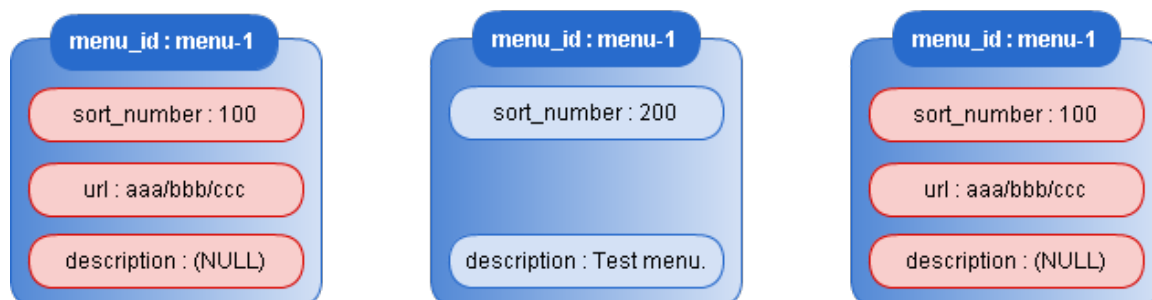 menu_id : menu-1
sort_number : 100
url : aaa/bbb/ccc
description : (NULL)
menu_id : menu-1
sort_number : 200
description : Test menu.
menu_id : menu-1
sort_number : 100
url : aaa/bbb/ccc
description : (NULL)